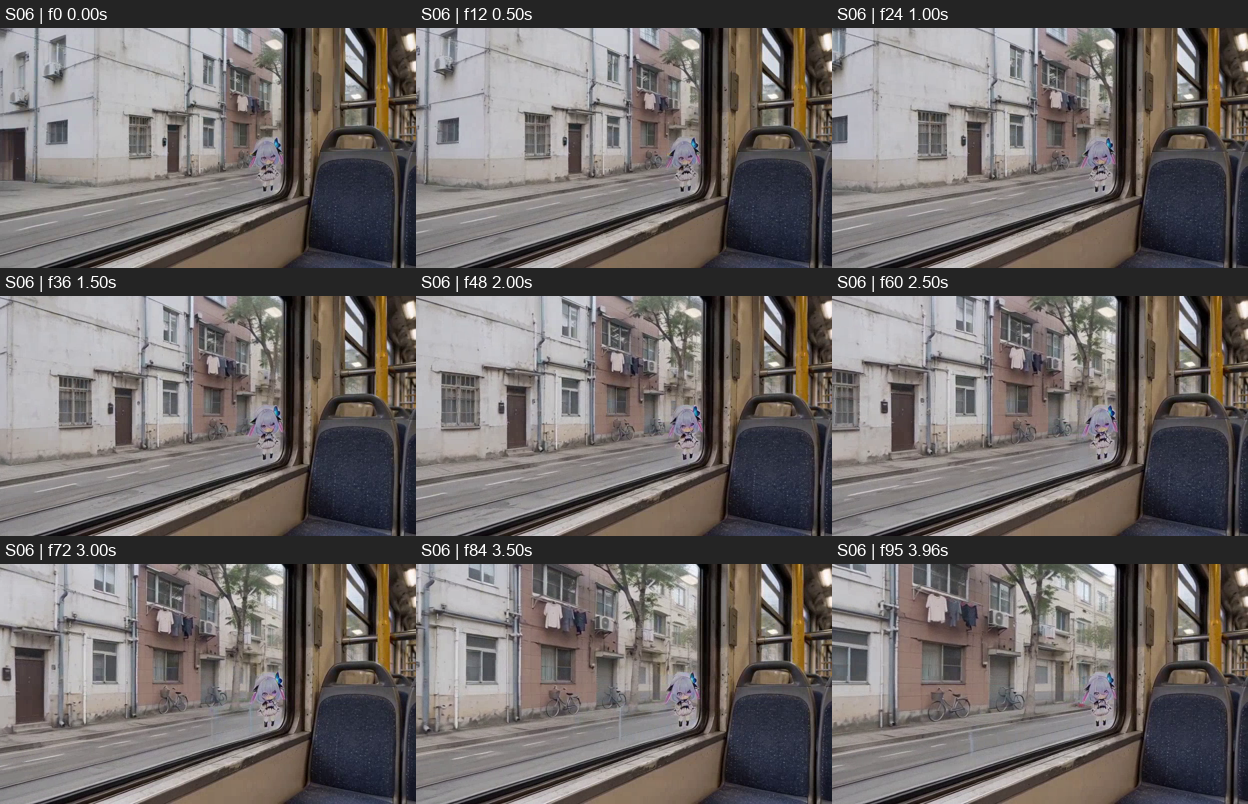 S06 | f0 0.00s
S06 | f12 0.50s
S06 | f24 1.00s
S06 | f36 1.50s
S06 | f48 2.00s
S06 | f60 2.50s
S06 | f72 3.00s
S06 | f84 3.50s
S06 | f95 3.96s